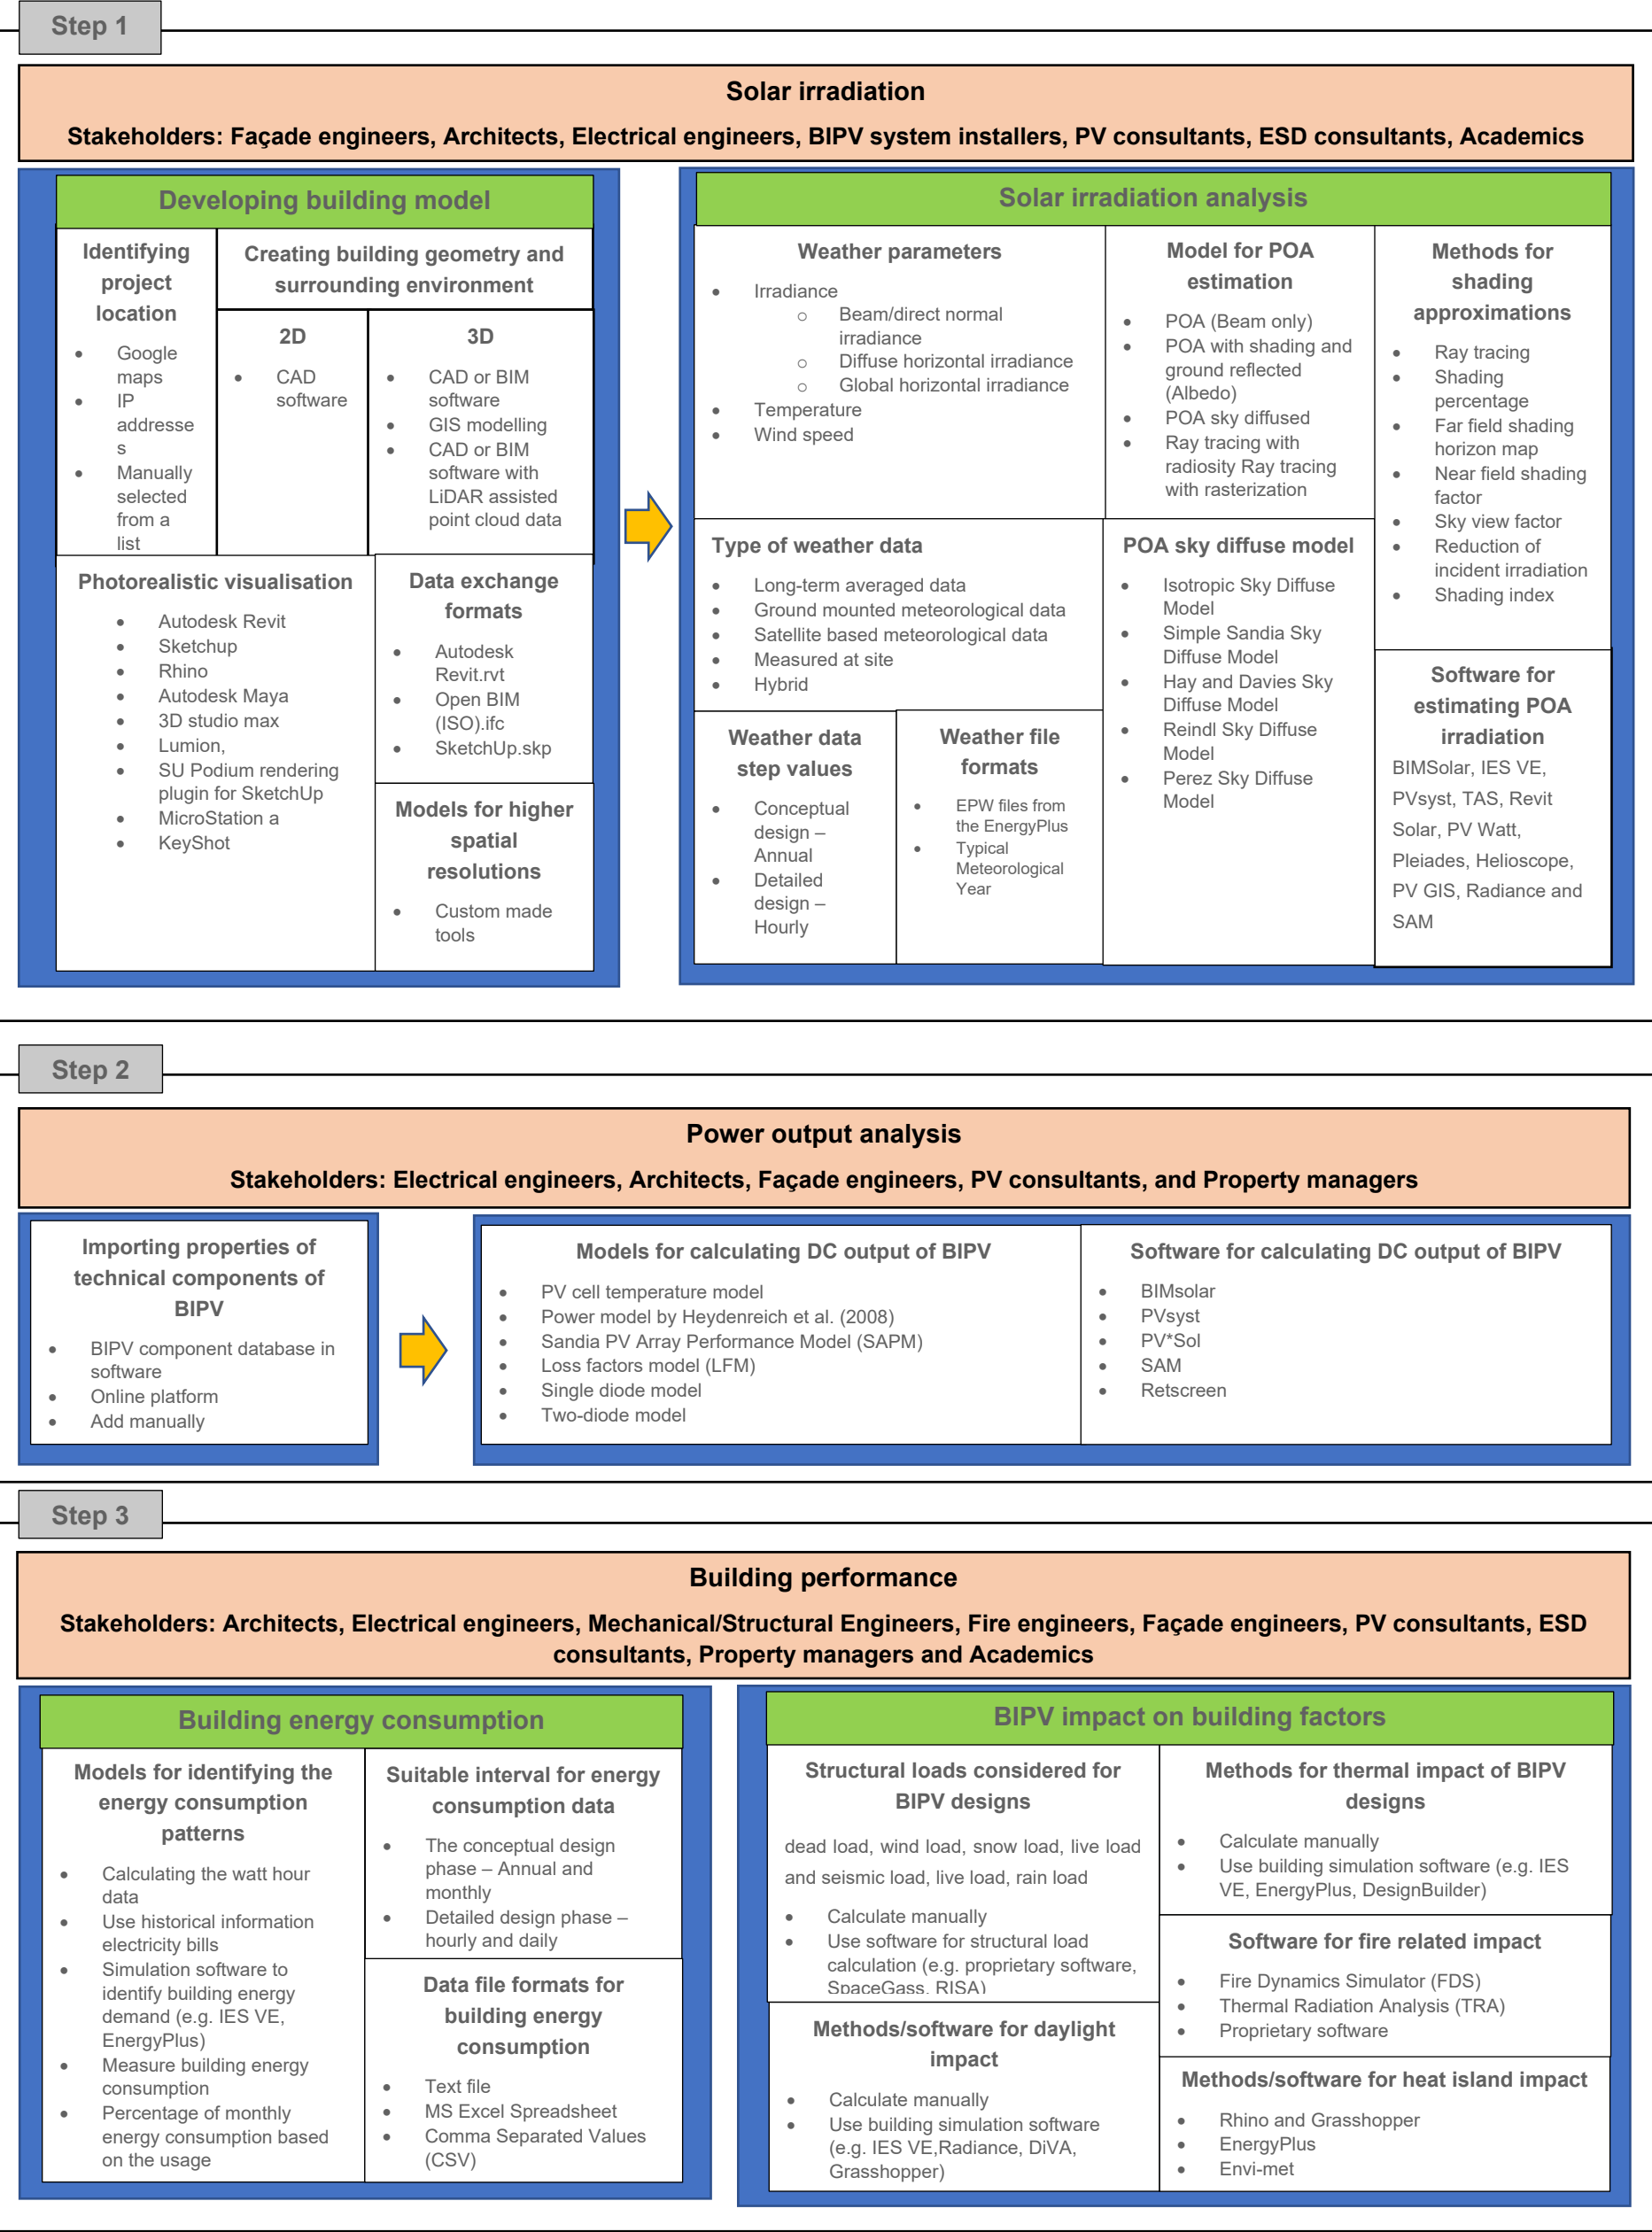 Step 1
Solar irradiation
Stakeholders: Façade engineers, Architects, Electrical engineers, BIPV system installers, PV consultants, ESD consultants, Academics
Developing building model
Identifying
project
location
• Google
maps
• IP
addresse
s
• Manually
selected
from a
list
Creating building geometry and
surrounding environment
2D
• CAD
software
3D
• CAD or BIM
software
• GIS modelling
• CAD or BIM
software with
LiDAR assisted
point cloud data
Photorealistic visualisation
• Autodesk Revit
• Sketchup
• Rhino
• Autodesk Maya
• 3D studio max
• Lumion,
• SU Podium rendering
plugin for SketchUp
• MicroStation a
• KeyShot
Data exchange
formats
• Autodesk
Revit.rvt
• Open BIM
(ISO).ifc
• SketchUp.skp
Models for higher
spatial
resolutions
• Custom made
tools
Solar irradiation analysis
Weather parameters
• Irradiance
o Beam/direct normal
irradiance
o Diffuse horizontal irradiance
o Global horizontal irradiance
• Temperature
• Wind speed
Model for POA
estimation
• POA (Beam only)
• POA with shading and
ground reflected
(Albedo)
• POA sky diffused
• Ray tracing with
radiosity Ray tracing
with rasterization
Methods for
shading
approximations
• Ray tracing
• Shading
percentage
• Far field shading
horizon map
• Near field shading
factor
• Sky view factor
• Reduction of
incident irradiation
• Shading index
Type of weather data
• Long-term averaged data
• Ground mounted meteorological data
• Satellite based meteorological data
• Measured at site
• Hybrid
POA sky diffuse model
• Isotropic Sky Diffuse
Model
• Simple Sandia Sky
Diffuse Model
• Hay and Davies Sky
Diffuse Model
• Reindl Sky Diffuse
Model
• Perez Sky Diffuse
Model
Software for
estimating POA
irradiation
BIMSolar, IES VE,
PVsyst, TAS, Revit
Solar, PV Watt,
Pleiades, Helioscope,
PV GIS, Radiance and
SAM
Weather data
step values
• Conceptual
design –
Annual
• Detailed
design –
Hourly
Weather file
formats
• EPW files from
the EnergyPlus
• Typical
Meteorological
Year
Step 2
Power output analysis
Stakeholders: Electrical engineers, Architects, Façade engineers, PV consultants, and Property managers
Importing properties of
technical components of
BIPV
• BIPV component database in
software
• Online platform
• Add manually
Models for calculating DC output of BIPV
• PV cell temperature model
• Power model by Heydenreich et al. (2008)
• Sandia PV Array Performance Model (SAPM)
• Loss factors model (LFM)
• Single diode model
• Two-diode model
Software for calculating DC output of BIPV
• BIMsolar
• PVsyst
• PV*Sol
• SAM
• Retscreen
Step 3
Building performance
Stakeholders: Architects, Electrical engineers, Mechanical/Structural Engineers, Fire engineers, Façade engineers, PV consultants, ESD
consultants, Property managers and Academics
Building energy consumption
Models for identifying the
energy consumption
patterns
• Calculating the watt hour
data
• Use historical information
electricity bills
• Simulation software to
identify building energy
demand (e.g. IES VE,
EnergyPlus)
• Measure building energy
consumption
• Percentage of monthly
energy consumption based
on the usage
Suitable interval for energy
consumption data
• The conceptual design
phase – Annual and
monthly
• Detailed design phase –
hourly and daily
Data file formats for
building energy
consumption
• Text file
• MS Excel Spreadsheet
• Comma Separated Values
(CSV)
BIPV impact on building factors
Structural loads considered for
BIPV designs
dead load, wind load, snow load, live load
and seismic load, live load, rain load
• Calculate manually
• Use software for structural load
calculation (e.g. proprietary software,
SpaceGass, RISA)
Methods/software for daylight
impact
• Calculate manually
• Use building simulation software
(e.g. IES VE,Radiance, DiVA,
Grasshopper)
Methods for thermal impact of BIPV
designs
• Calculate manually
• Use building simulation software (e.g. IES
VE, EnergyPlus, DesignBuilder)
Software for fire related impact
• Fire Dynamics Simulator (FDS)
• Thermal Radiation Analysis (TRA)
• Proprietary software
Methods/software for heat island impact
• Rhino and Grasshopper
• EnergyPlus
• Envi-met